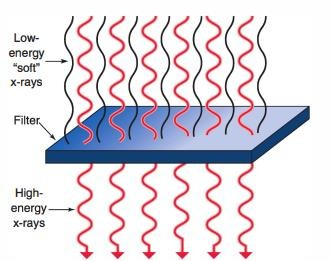 Low-
energy
"soft"
x-rays
Filter
High-
energy
x-rays